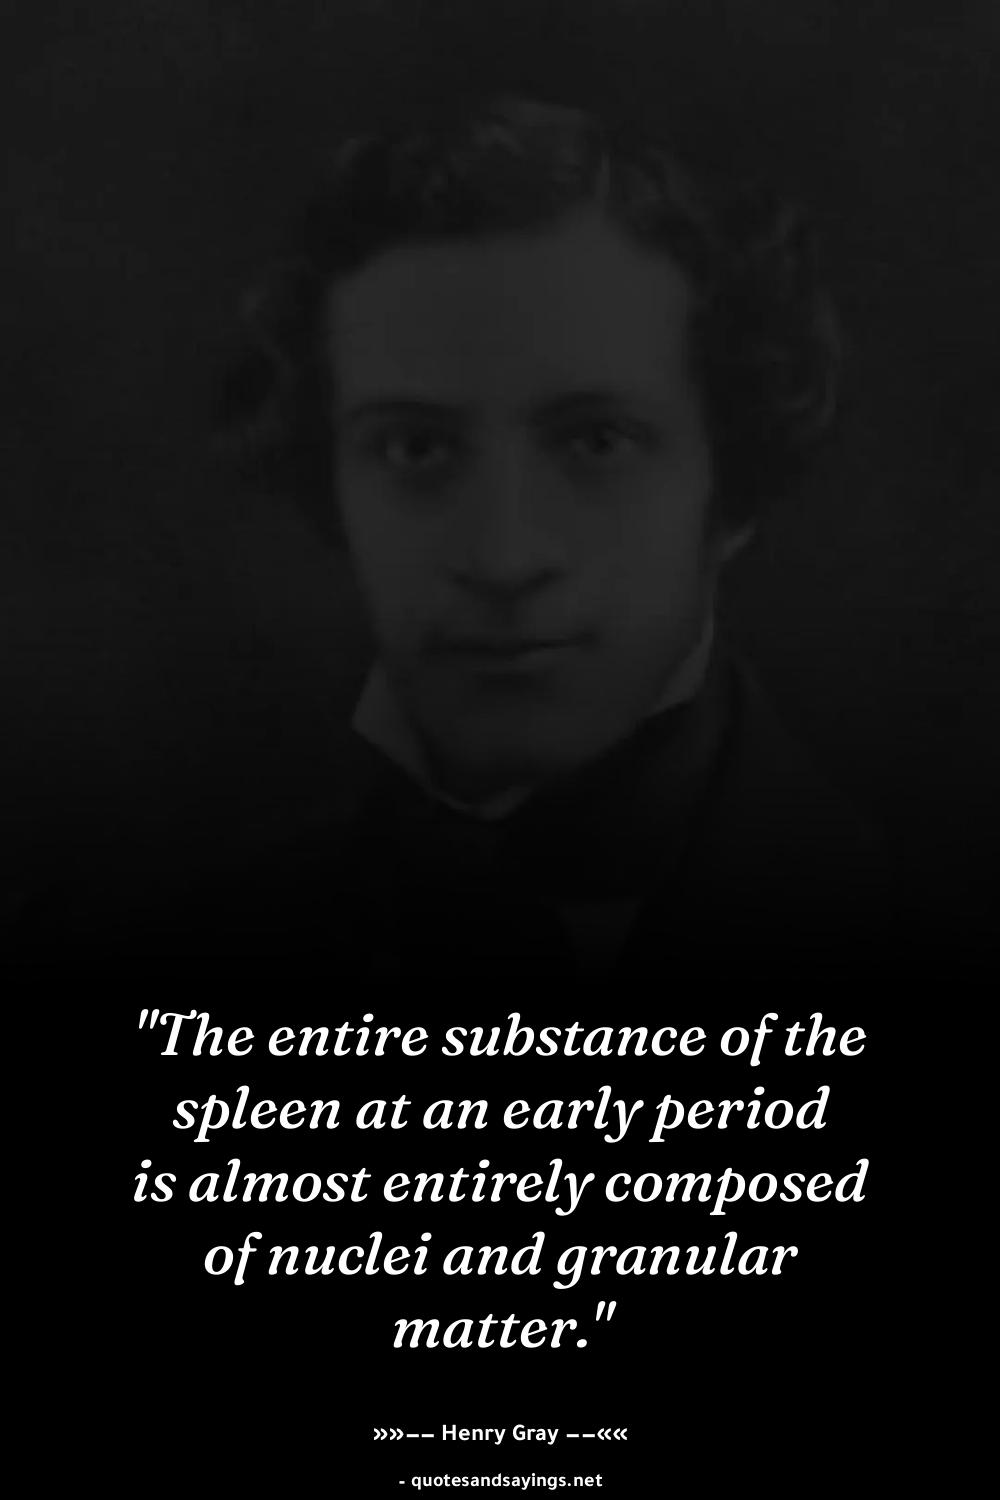 "The entire substance of the
spleen at an early period
is almost entirely composed
of nuclei and granular
matter."
»»−− Henry Gray −−««
- quotesandsayings.net